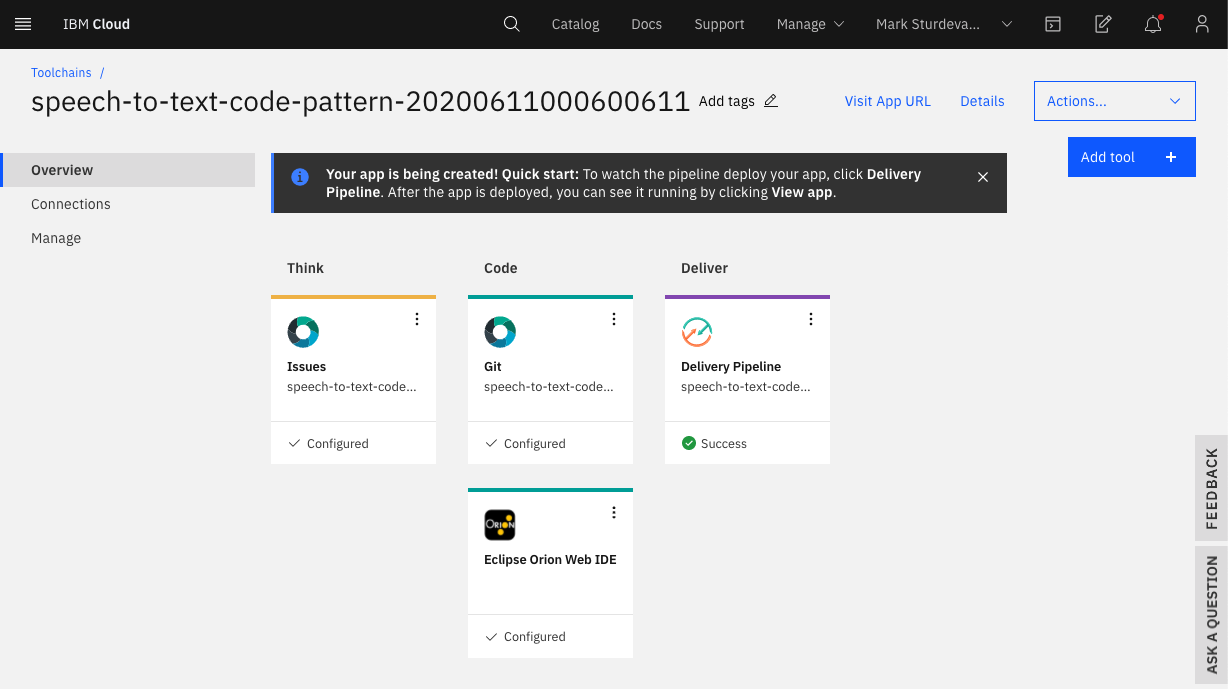 IBM Cloud
Catalog
Docs
Support
Manage
Mark Sturdeva...
Toolchains /
speech-to-text-code-pattern-20200611000600611
Add tags
Visit App URL
Details
Actions...
Add tool
Overview
Connections
Manage
Your app is being created! Quick start: To watch the pipeline deploy your app, click Delivery
Pipeline. After the app is deployed, you can see it running by clicking View app.
Think
Code
Deliver
Issues
speech-to-text-code...
Configured
Git
speech-to-text-code...
Configured
Delivery Pipeline
speech-to-text-code...
Success
ORION
Eclipse Orion Web IDE
Configured
FEEDBACK
ASK A QUESTION